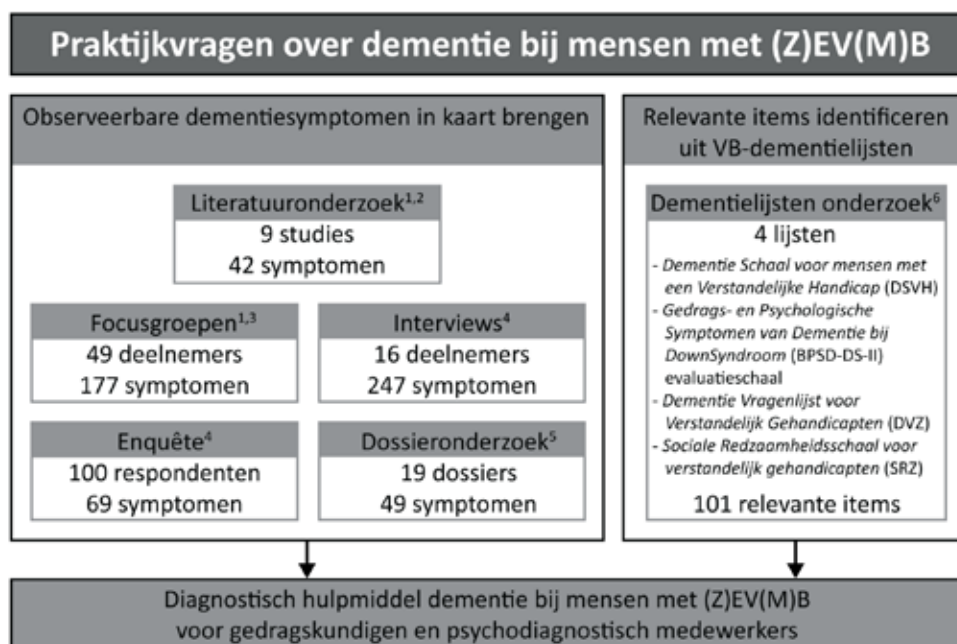 Praktijkvragen over dementie bij mensen met (Z)EV(M)B
Observeerbare dementiesymptomen in kaart brengen
Literatuuronderzoek1,2
9 studies
42 symptomen
Focusgroepen1,3
49 deelnemers
177 symptomen
Interviews4
16 deelnemers
247 symptomen
Enquête4
100 respondenten
69 symptomen
Dossieronderzoek5
19 dossiers
49 symptomen
Relevante items identificeren
uit VB-dementielijsten
Dementielijsten onderzoek6
4 lijsten
- Dementie Schaal voor mensen met
een Verstandelijke Handicap (DSVH)
- Gedrags- en Psychologische
Symptomen van Dementie bij
DownSyndroom (BPSD-DS-II)
evaluatieschaal
- Dementie Vragenlijst voor
Verstandelijk Gehandicapten (DVZ)
- Sociale Redzaamheidsschaal voor
verstandelijk gehandicapten (SRZ)
101 relevante items
Diagnostisch hulpmiddel dementie bij mensen met (Z)EV(M)B
voor gedragskundigen en psychodiagnostisch medewerkers